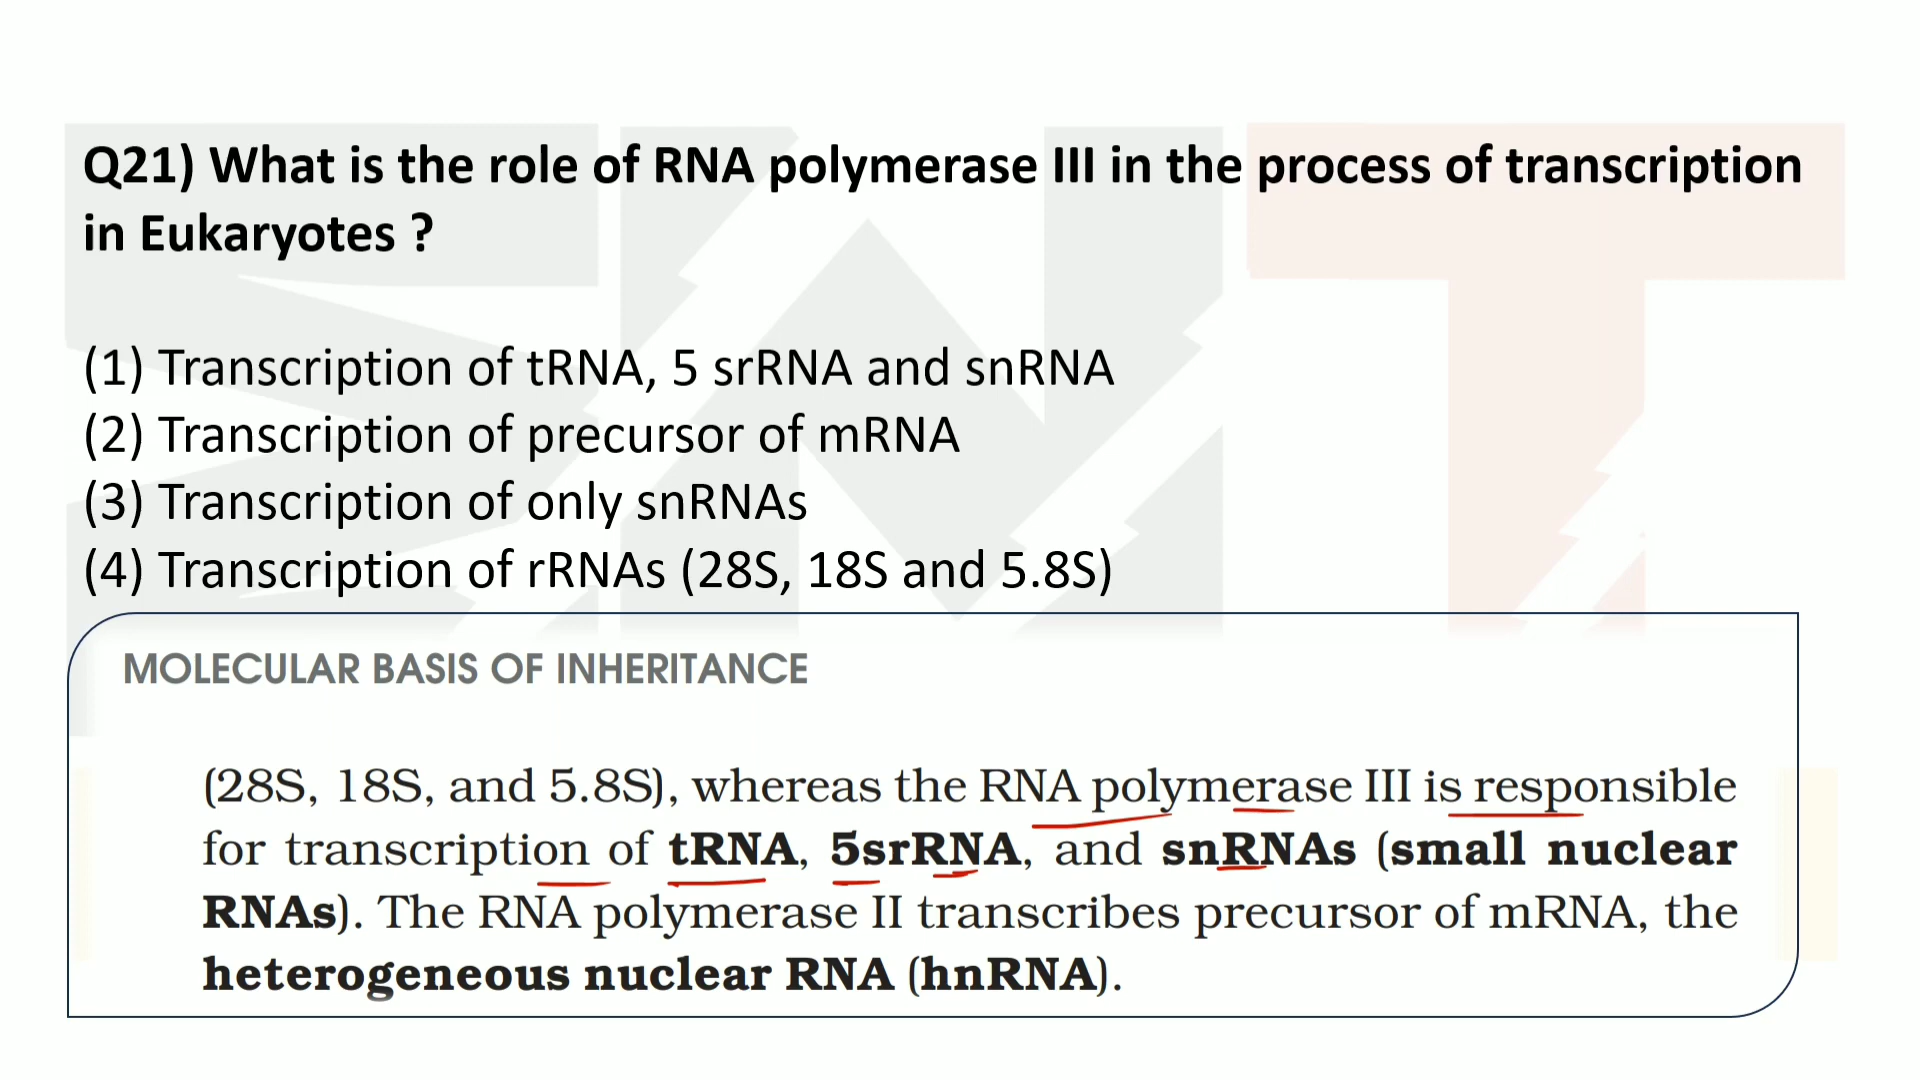 Q21) What is the role of RNA polymerase III in the process of transcription
in Eukaryotes ?
(1) Transcription of tRNA, 5 srRNA and snRNA
(2) Transcription of precursor of mRNA
(3) Transcription of only snRNAs
(4) Transcription of rRNAs (28S, 18S and 5.8S)
MOLECULAR BASIS OF INHERITANCE
(28S, 18S, and 5.8S), whereas the RNA polymerase III is responsible
for transcription of tRNA, 5srRNA, and snRNAs (small nuclear
RNAs). The RNA polymerase II transcribes precursor of mRNA, the
heterogeneous nuclear RNA (hnRNA).